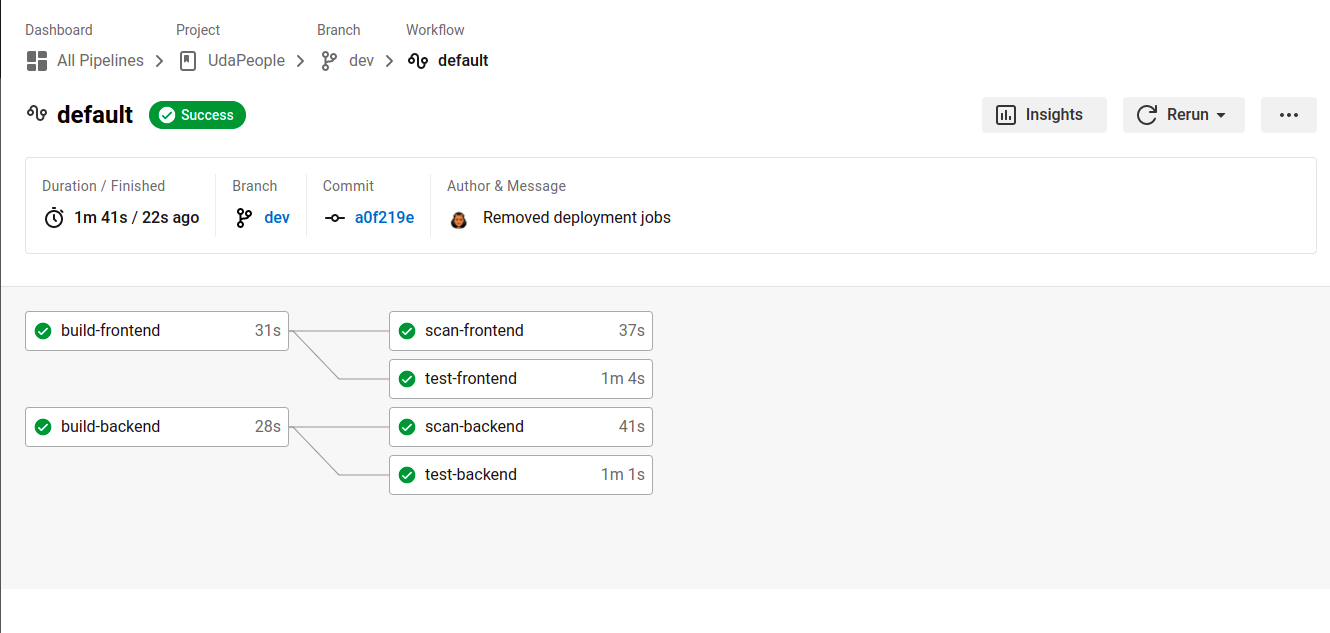 Dashboard Project Branch Workflow
All Pipelines UdaPeople dev default
default Success Insights Rerun
Duration / Finished Branch Commit Author & Message
1m 41s / 22s ago dev a0f219e Removed deployment jobs
build-frontend 31s scan-frontend 37s
test-frontend 1m 4s
build-backend 28s scan-backend 41s
test-backend 1m 1s